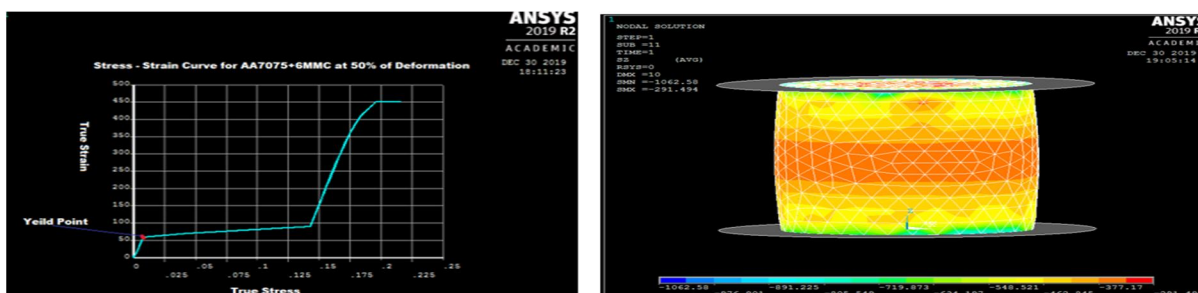 ANSYS
2019 R2
ACADEMIC
DEC 30 2019
18:11:23
Stress - Strain Curve for AA7075+6MMC at 50% of Deformation
500
450
400
350
300
250
200
150
100
50
0
True Strain
Yeild Point
0 .025 .05 .075 .1 .125 .15 .175 .2 .225 .25
True Stress
1
NODAL SOLUTION
STEP=1
SUB =11
TIME=1
SZ (AVG)
RSYS=0
DMX =10
SMN =-1062.58
SMX =-291.494
ANSYS
2019 R
ACADEMIC
DEC 30 2019
19:05:14
-1062.58 -891.225 -719.873 -548.521 -377.17